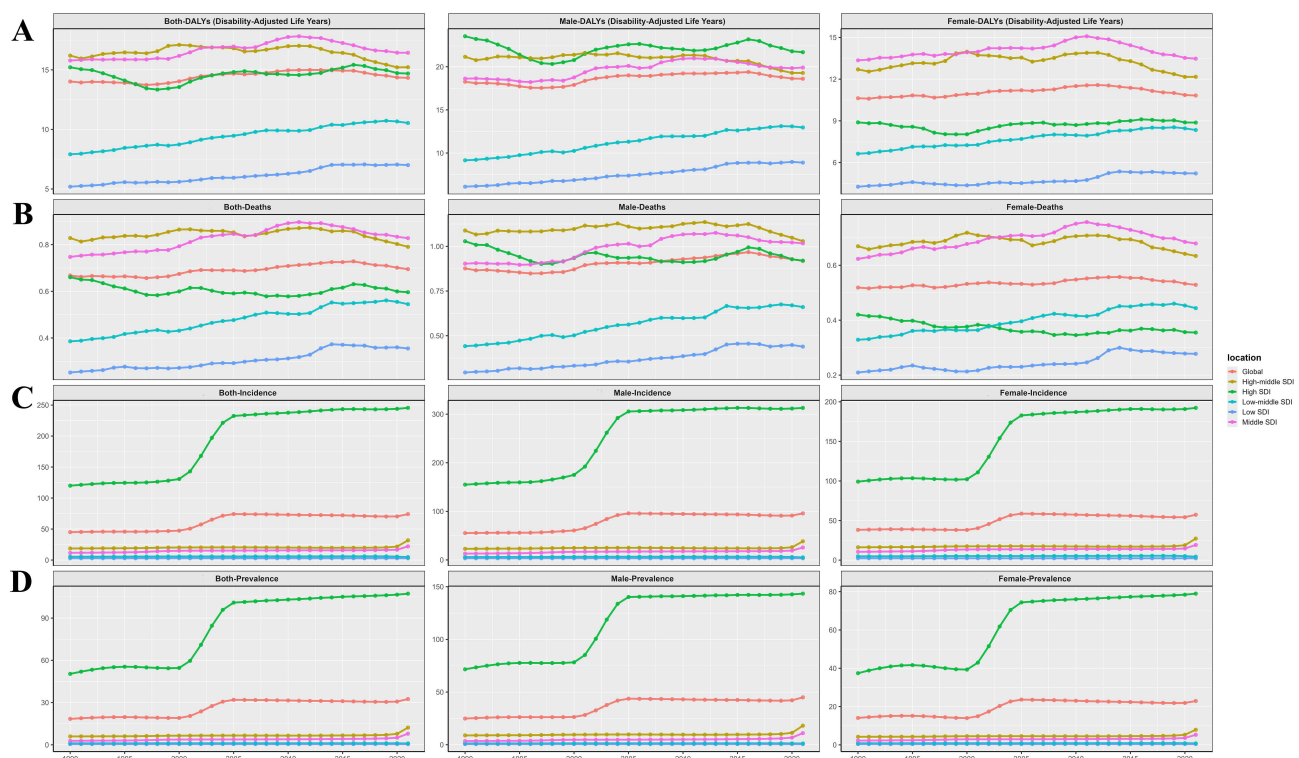 A
Both-DALYs (Disability-Adjusted Life Years)
Male-DALYs (Disability-Adjusted Life Years)
Female-DALYs (Disability-Adjusted Life Years)
15
10
5
20
15
10
15
12
9
6
B
Both-Deaths
Male-Deaths
Female-Deaths
0.8
0.6
0.4
1.00
0.75
0.50
0.6
0.4
0.2
location
Global
High-middle SDI
High SDI
Low-middle SDI
Low SDI
Middle SDI
C
Both-Incidence
Male-Incidence
Female-Incidence
250
200
150
100
50
0
300
200
100
0
200
150
100
50
0
D
Both-Prevalence
Male-Prevalence
Female-Prevalence
90
60
30
0
150
100
50
0
80
60
40
20
0